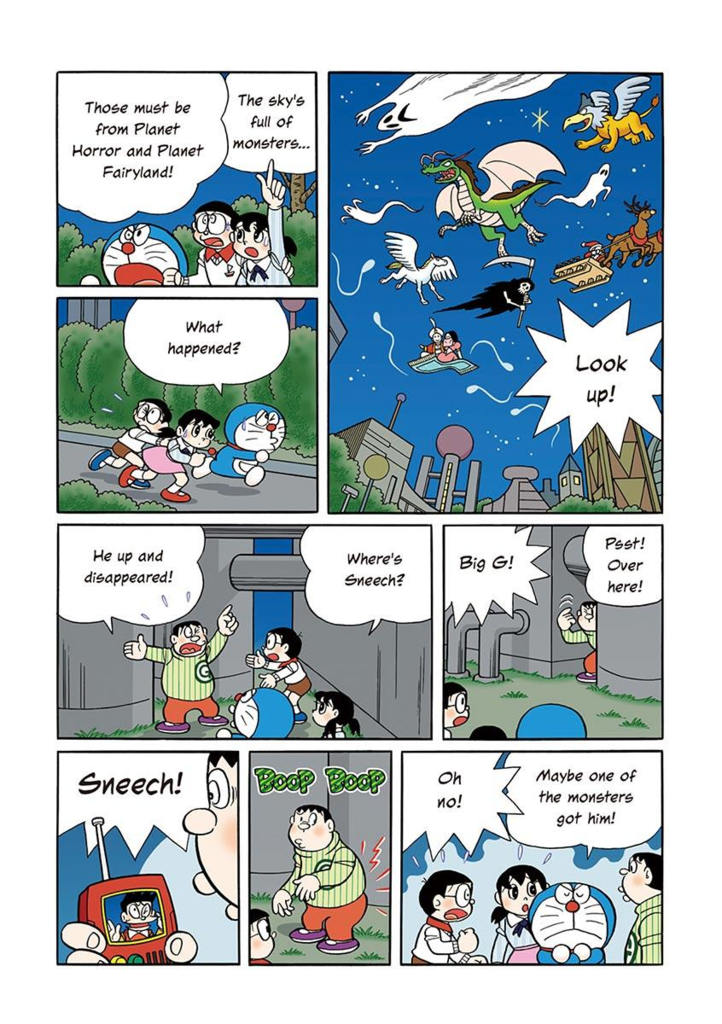 Look
up!
The sky's
full of
monsters...
Those must be
from Planet
Horror and Planet
Fairyland!
What
happened?
Psst!
Over
here!
Big G!
Where's
Sneech?
He up and
disappeared!
Maybe one of
the monsters
got him!
Oh
no!
BOOP BOOP
Sneech!